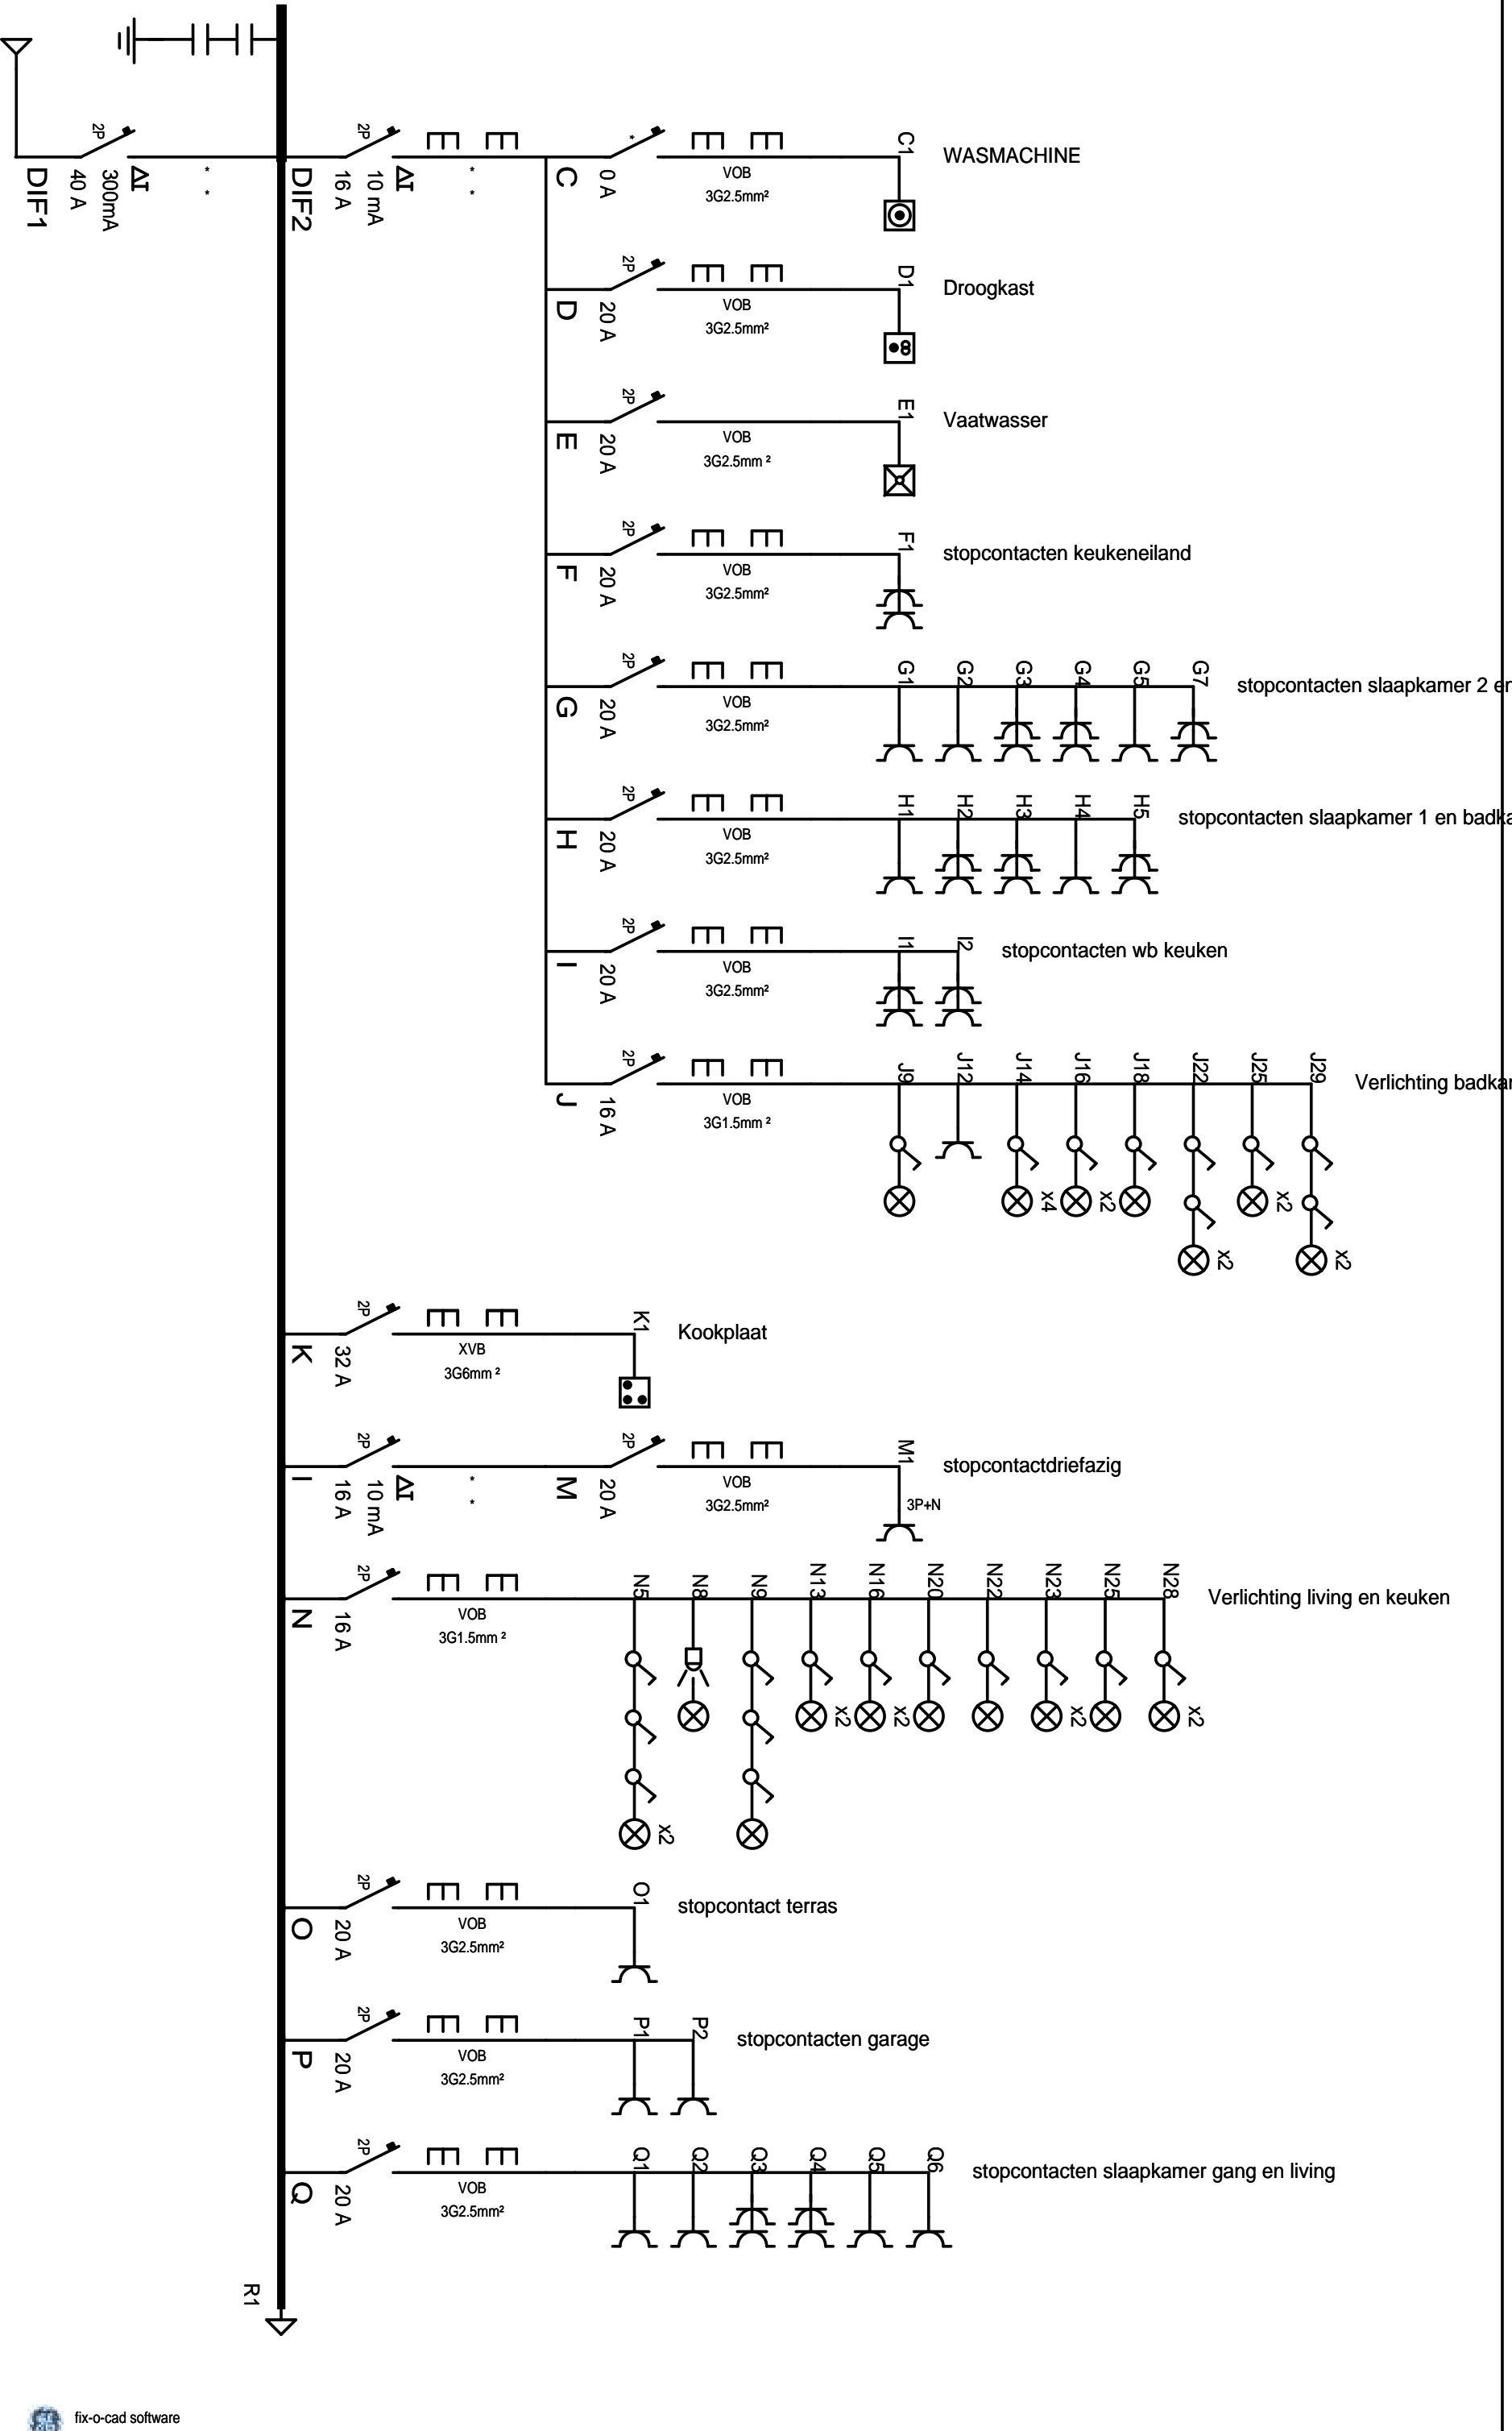 2P
ΔI
300mA
40 A
DIF1
*
*
2P
ΔI
10 mA
16 A
DIF2
*
*
*
0 A
C
VOB
3G2.5mm²
C1
WASMACHINE
2P
20 A
D
VOB
3G2.5mm²
D1
Droogkast
2P
20 A
E
VOB
3G2.5mm ²
E1
Vaatwasser
2P
20 A
F
VOB
3G2.5mm²
F1
stopcontacten keukeneiland
2P
20 A
G
VOB
3G2.5mm²
G1
G2
G3
G4
G5
G7
stopcontacten slaapkamer 2 en
2P
20 A
H
VOB
3G2.5mm²
H1
H2
H3
H4
H5
stopcontacten slaapkamer 1 en badka
2P
20 A
I
VOB
3G2.5mm²
I1
I2
stopcontacten wb keuken
2P
16 A
J
VOB
3G1.5mm ²
J9
J12
J14
J16
J18
J22
J25
J29
Verlichting badkam
x4
x2
x2
x2
x2
2P
32 A
K
XVB
3G6mm ²
K1
Kookplaat
2P
ΔI
10 mA
16 A
I
*
*
2P
20 A
M
VOB
3G2.5mm²
M1
3P+N
stopcontactdriefazig
2P
16 A
N
VOB
3G1.5mm ²
N5
N8
N9
N13
N16
N20
N22
N23
N25
N28
Verlichting living en keuken
x2
x2
x2
x2
x2
2P
20 A
O
VOB
3G2.5mm²
O1
stopcontact terras
2P
20 A
P
VOB
3G2.5mm²
P1
P2
stopcontacten garage
2P
20 A
Q
VOB
3G2.5mm²
Q1
Q2
Q3
Q4
Q5
Q6
stopcontacten slaapkamer gang en living
R1
fix-o-cad software